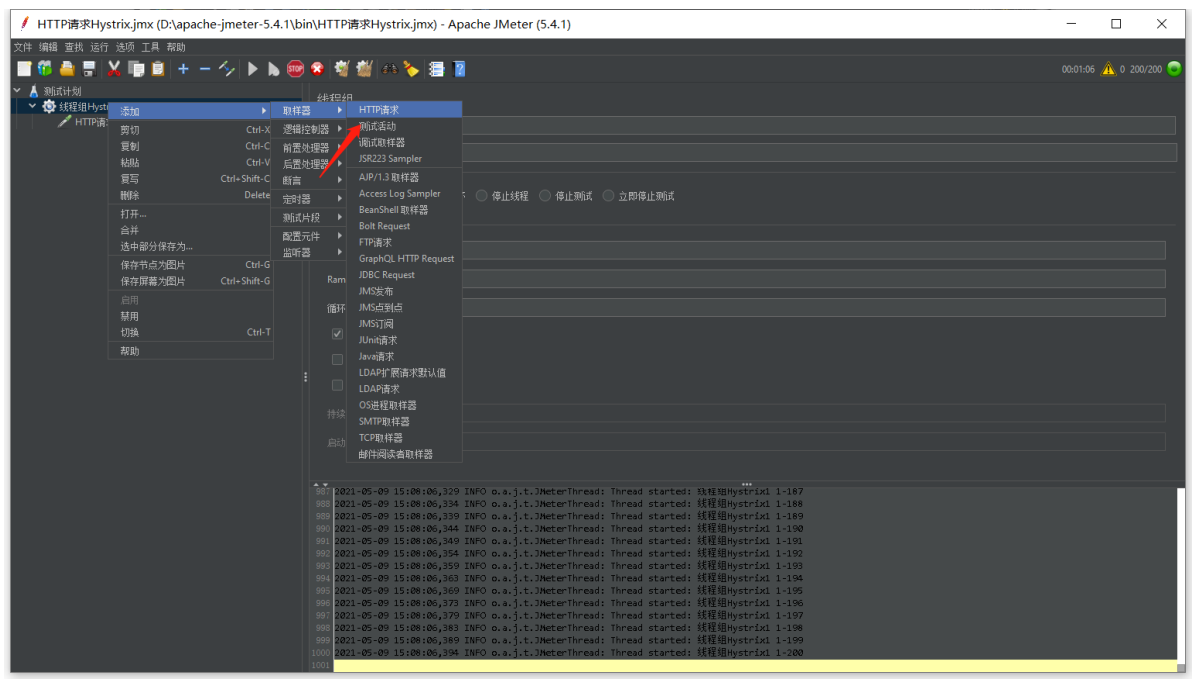 HTTP请求Hystrix.jmx (D:\apache-jmeter-5.4.1\bin\HTTP请求Hystrix.jmx) - Apache JMeter (5.4.1)
文件 编辑 查找 运行 选项 工具 帮助
STOP
00:01:06 0 200/200
测试计划
线程组Hyst
HTTP请
线程组
添加
剪切 Ctrl-X
复制 Ctrl-C
粘贴 Ctrl-V
复写 Ctrl+Shift-C
删除 Delete
打开...
合并
选中部分保存为...
保存节点为图片 Ctrl-G
保存屏幕为图片 Ctrl+Shift-G
启用
禁用
切换 Ctrl-T
帮助
取样器
逻辑控制器
前置处理器
后置处理器
断言
定时器
测试片段
配置元件
监听器
HTTP请求
测试活动
调试取样器
JSR223 Sampler
AJP/1.3 取样器
Access Log Sampler
BeanShell 取样器
Bolt Request
FTP请求
GraphQL HTTP Request
JDBC Request
JMS发布
JMS点到点
JMS订阅
JUnit请求
Java请求
LDAP扩展请求默认值
LDAP请求
OS进程取样器
SMTP取样器
TCP取样器
邮件阅读者取样器
停止线程 停止测试 立即停止测试
Ram
循环
持续
启动
987 2021-05-09 15:08:06,329 INFO o.a.j.t.JMeterThread: Thread started: 线程组Hystrix1 1-187
988 2021-05-09 15:08:06,334 INFO o.a.j.t.JMeterThread: Thread started: 线程组Hystrix1 1-188
989 2021-05-09 15:08:06,339 INFO o.a.j.t.JMeterThread: Thread started: 线程组Hystrix1 1-189
990 2021-05-09 15:08:06,344 INFO o.a.j.t.JMeterThread: Thread started: 线程组Hystrix1 1-190
991 2021-05-09 15:08:06,349 INFO o.a.j.t.JMeterThread: Thread started: 线程组Hystrix1 1-191
992 2021-05-09 15:08:06,354 INFO o.a.j.t.JMeterThread: Thread started: 线程组Hystrix1 1-192
993 2021-05-09 15:08:06,359 INFO o.a.j.t.JMeterThread: Thread started: 线程组Hystrix1 1-193
994 2021-05-09 15:08:06,363 INFO o.a.j.t.JMeterThread: Thread started: 线程组Hystrix1 1-194
995 2021-05-09 15:08:06,369 INFO o.a.j.t.JMeterThread: Thread started: 线程组Hystrix1 1-195
996 2021-05-09 15:08:06,373 INFO o.a.j.t.JMeterThread: Thread started: 线程组Hystrix1 1-196
997 2021-05-09 15:08:06,379 INFO o.a.j.t.JMeterThread: Thread started: 线程组Hystrix1 1-197
998 2021-05-09 15:08:06,383 INFO o.a.j.t.JMeterThread: Thread started: 线程组Hystrix1 1-198
999 2021-05-09 15:08:06,389 INFO o.a.j.t.JMeterThread: Thread started: 线程组Hystrix1 1-199
1000 2021-05-09 15:08:06,394 INFO o.a.j.t.JMeterThread: Thread started: 线程组Hystrix1 1-200
1001